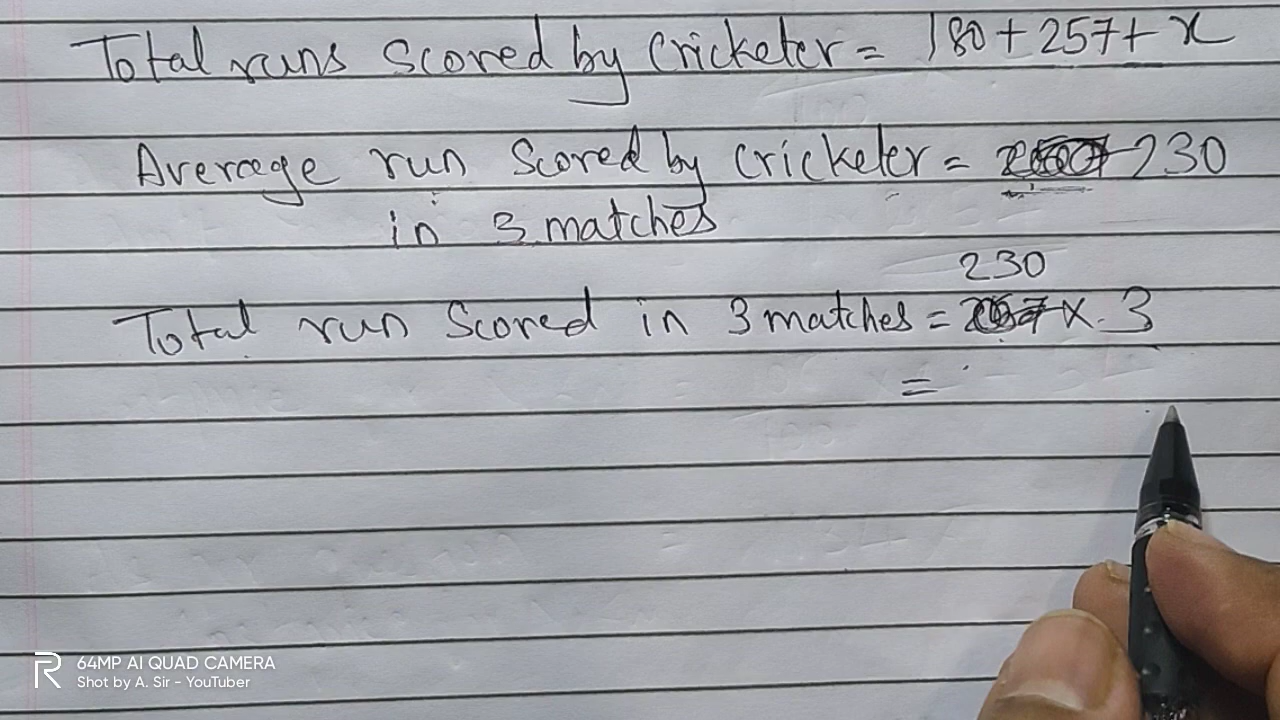 Total runs scored by cricketer = 180 + 257 + x
Average run scored by cricketer = 230
in 3 matches
230
Total run scored in 3 matches = x 3
=
R 64MP AI QUAD CAMERA
Shot by A. Sir - YouTuber